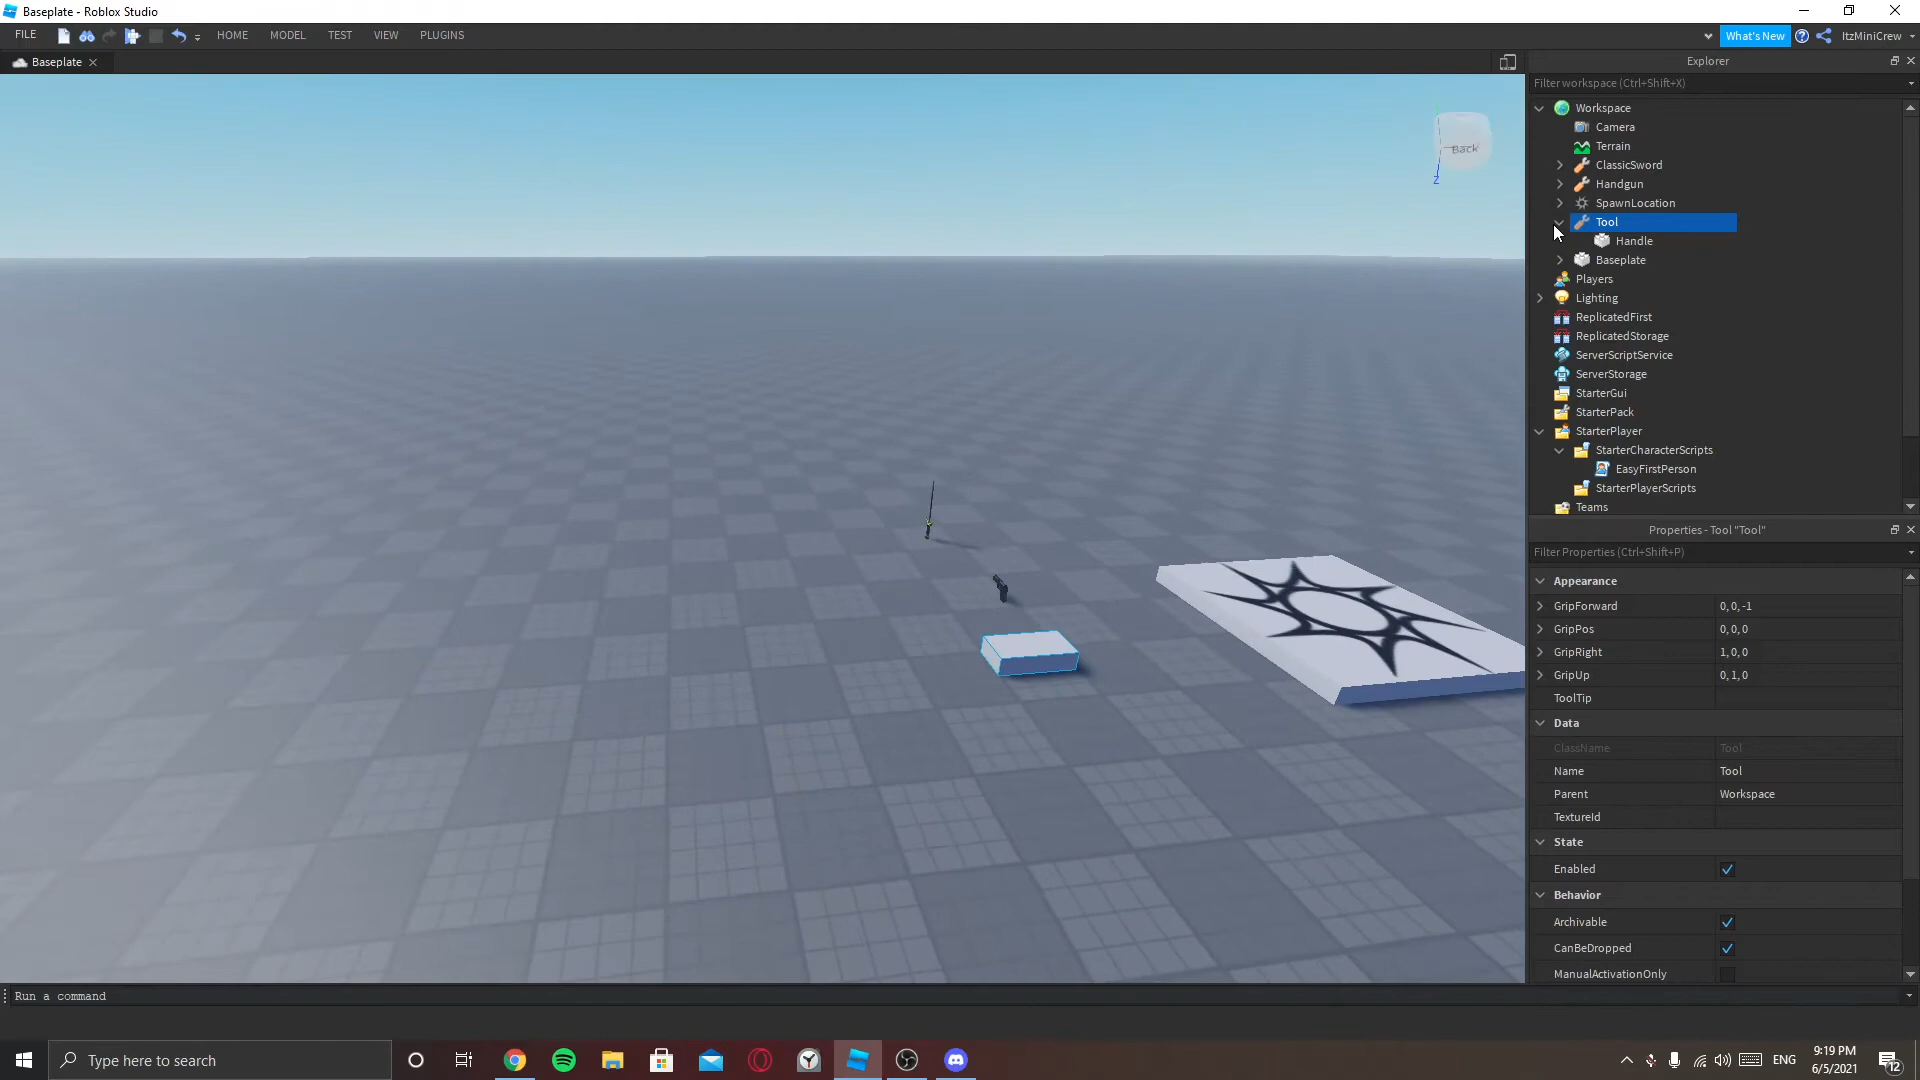 Baseplate - Roblox Studio
FILE HOME MODEL TEST VIEW PLUGINS What's New ItzMiniCrew
Baseplate
Explorer
Filter workspace (Ctrl+Shift+X)
Workspace
Camera
Terrain
ClassicSword
Handgun
SpawnLocation
Tool
Handle
Baseplate
Players
Lighting
ReplicatedFirst
ReplicatedStorage
ServerScriptService
ServerStorage
StarterGui
StarterPack
StarterPlayer
StarterCharacterScripts
EasyFirstPerson
StarterPlayerScripts
Teams
Back
Z
Properties - Tool "Tool"
Filter Properties (Ctrl+Shift+P)
Appearance
GripForward 0, 0, -1
GripPos 0, 0, 0
GripRight 1, 0, 0
GripUp 0, 1, 0
ToolTip
Data
ClassName Tool
Name Tool
Parent Workspace
TextureId
State
Enabled
Behavior
Archivable
CanBeDropped
ManualActivationOnly
Run a command
Type here to search
ENG
9:19 PM
6/5/2021
12